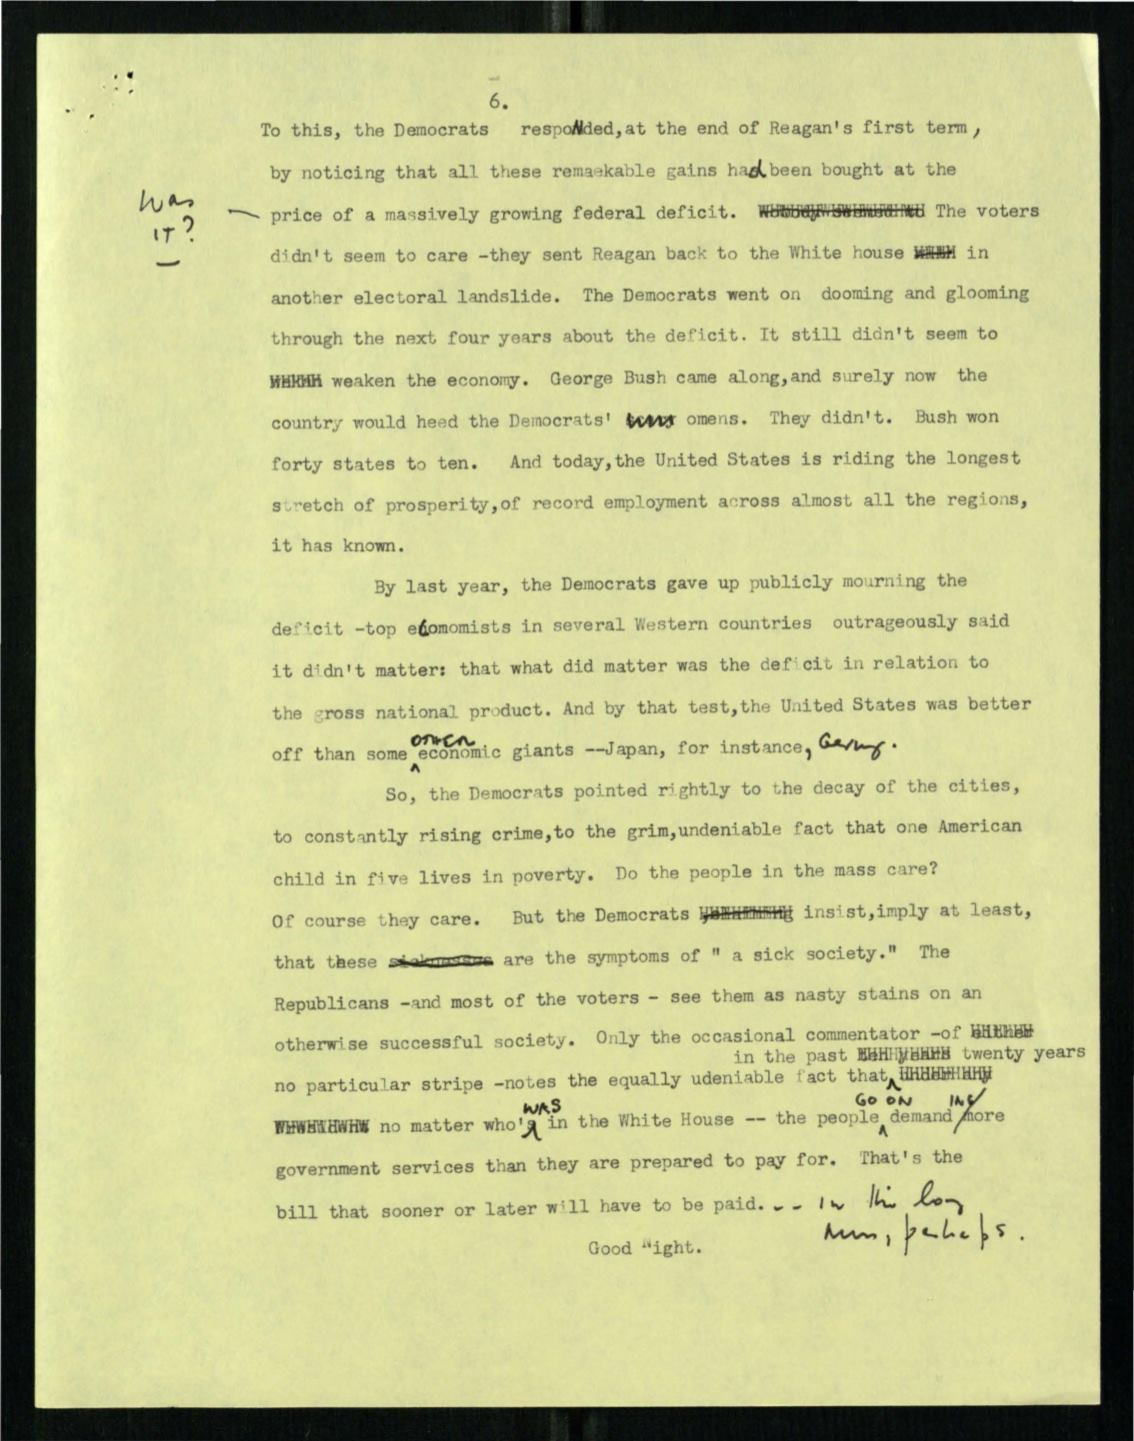 6.
To this, the Democrats responded, at the end of Reagan's first term,
by noticing that all these remaekable gains had been bought at the
Was
IT?
price of a massively growing federal deficit. The voters
didn't seem to care -they sent Reagan back to the White house in
another electoral landslide. The Democrats went on dooming and glooming
through the next four years about the deficit. It still didn't seem to
weaken the economy. George Bush came along,and surely now the
country would heed the Democrats' omens. They didn't. Bush won
forty states to ten. And today,the United States is riding the longest
stretch of prosperity,of record employment across almost all the regions,
it has known.
By last year, the Democrats gave up publicly mourning the
deficit -top ecomomists in several Western countries outrageously said
it didn't matter: that what did matter was the deficit in relation to
the gross national product. And by that test,the United States was better
OTHER
off than some economic giants --Japan, for instance,
So, the Democrats pointed rightly to the decay of the cities,
to constantly rising crime,to the grim,undeniable fact that one American
child in five lives in poverty. Do the people in the mass care?
Of course they care. But the Democrats insist,imply at least,
that these sicknesses are the symptoms of " a sick society." The
Republicans -and most of the voters - see them as nasty stains on an
otherwise successful society. Only the occasional commentator -of
in the past twenty years
no particular stripe -notes the equally udeniable fact that
WAS GO ON ING
no matter who's in the White House -- the people demand more
government services than they are prepared to pay for. That's the
bill that sooner or later will have to be paid. -- in the long
run, perhaps.
Good Night.